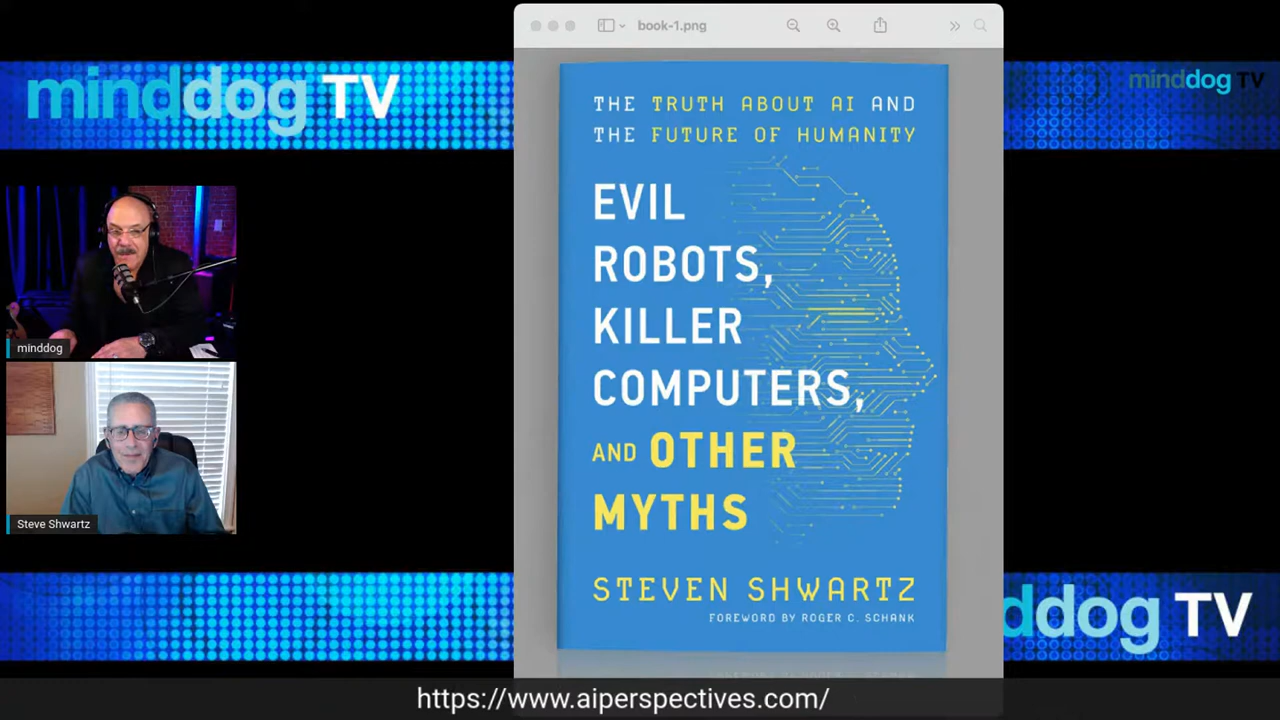 book-1.png
minddog TV
minddog TV
THE TRUTH ABOUT AI AND
THE FUTURE OF HUMANITY
EVIL
ROBOTS,
KILLER
COMPUTERS,
AND OTHER
MYTHS
STEVEN SHWARTZ
FOREWORD BY ROGER C. SCHANK
minddog
Steve Shwartz
ddog TV
https://www.aiperspectives.com/